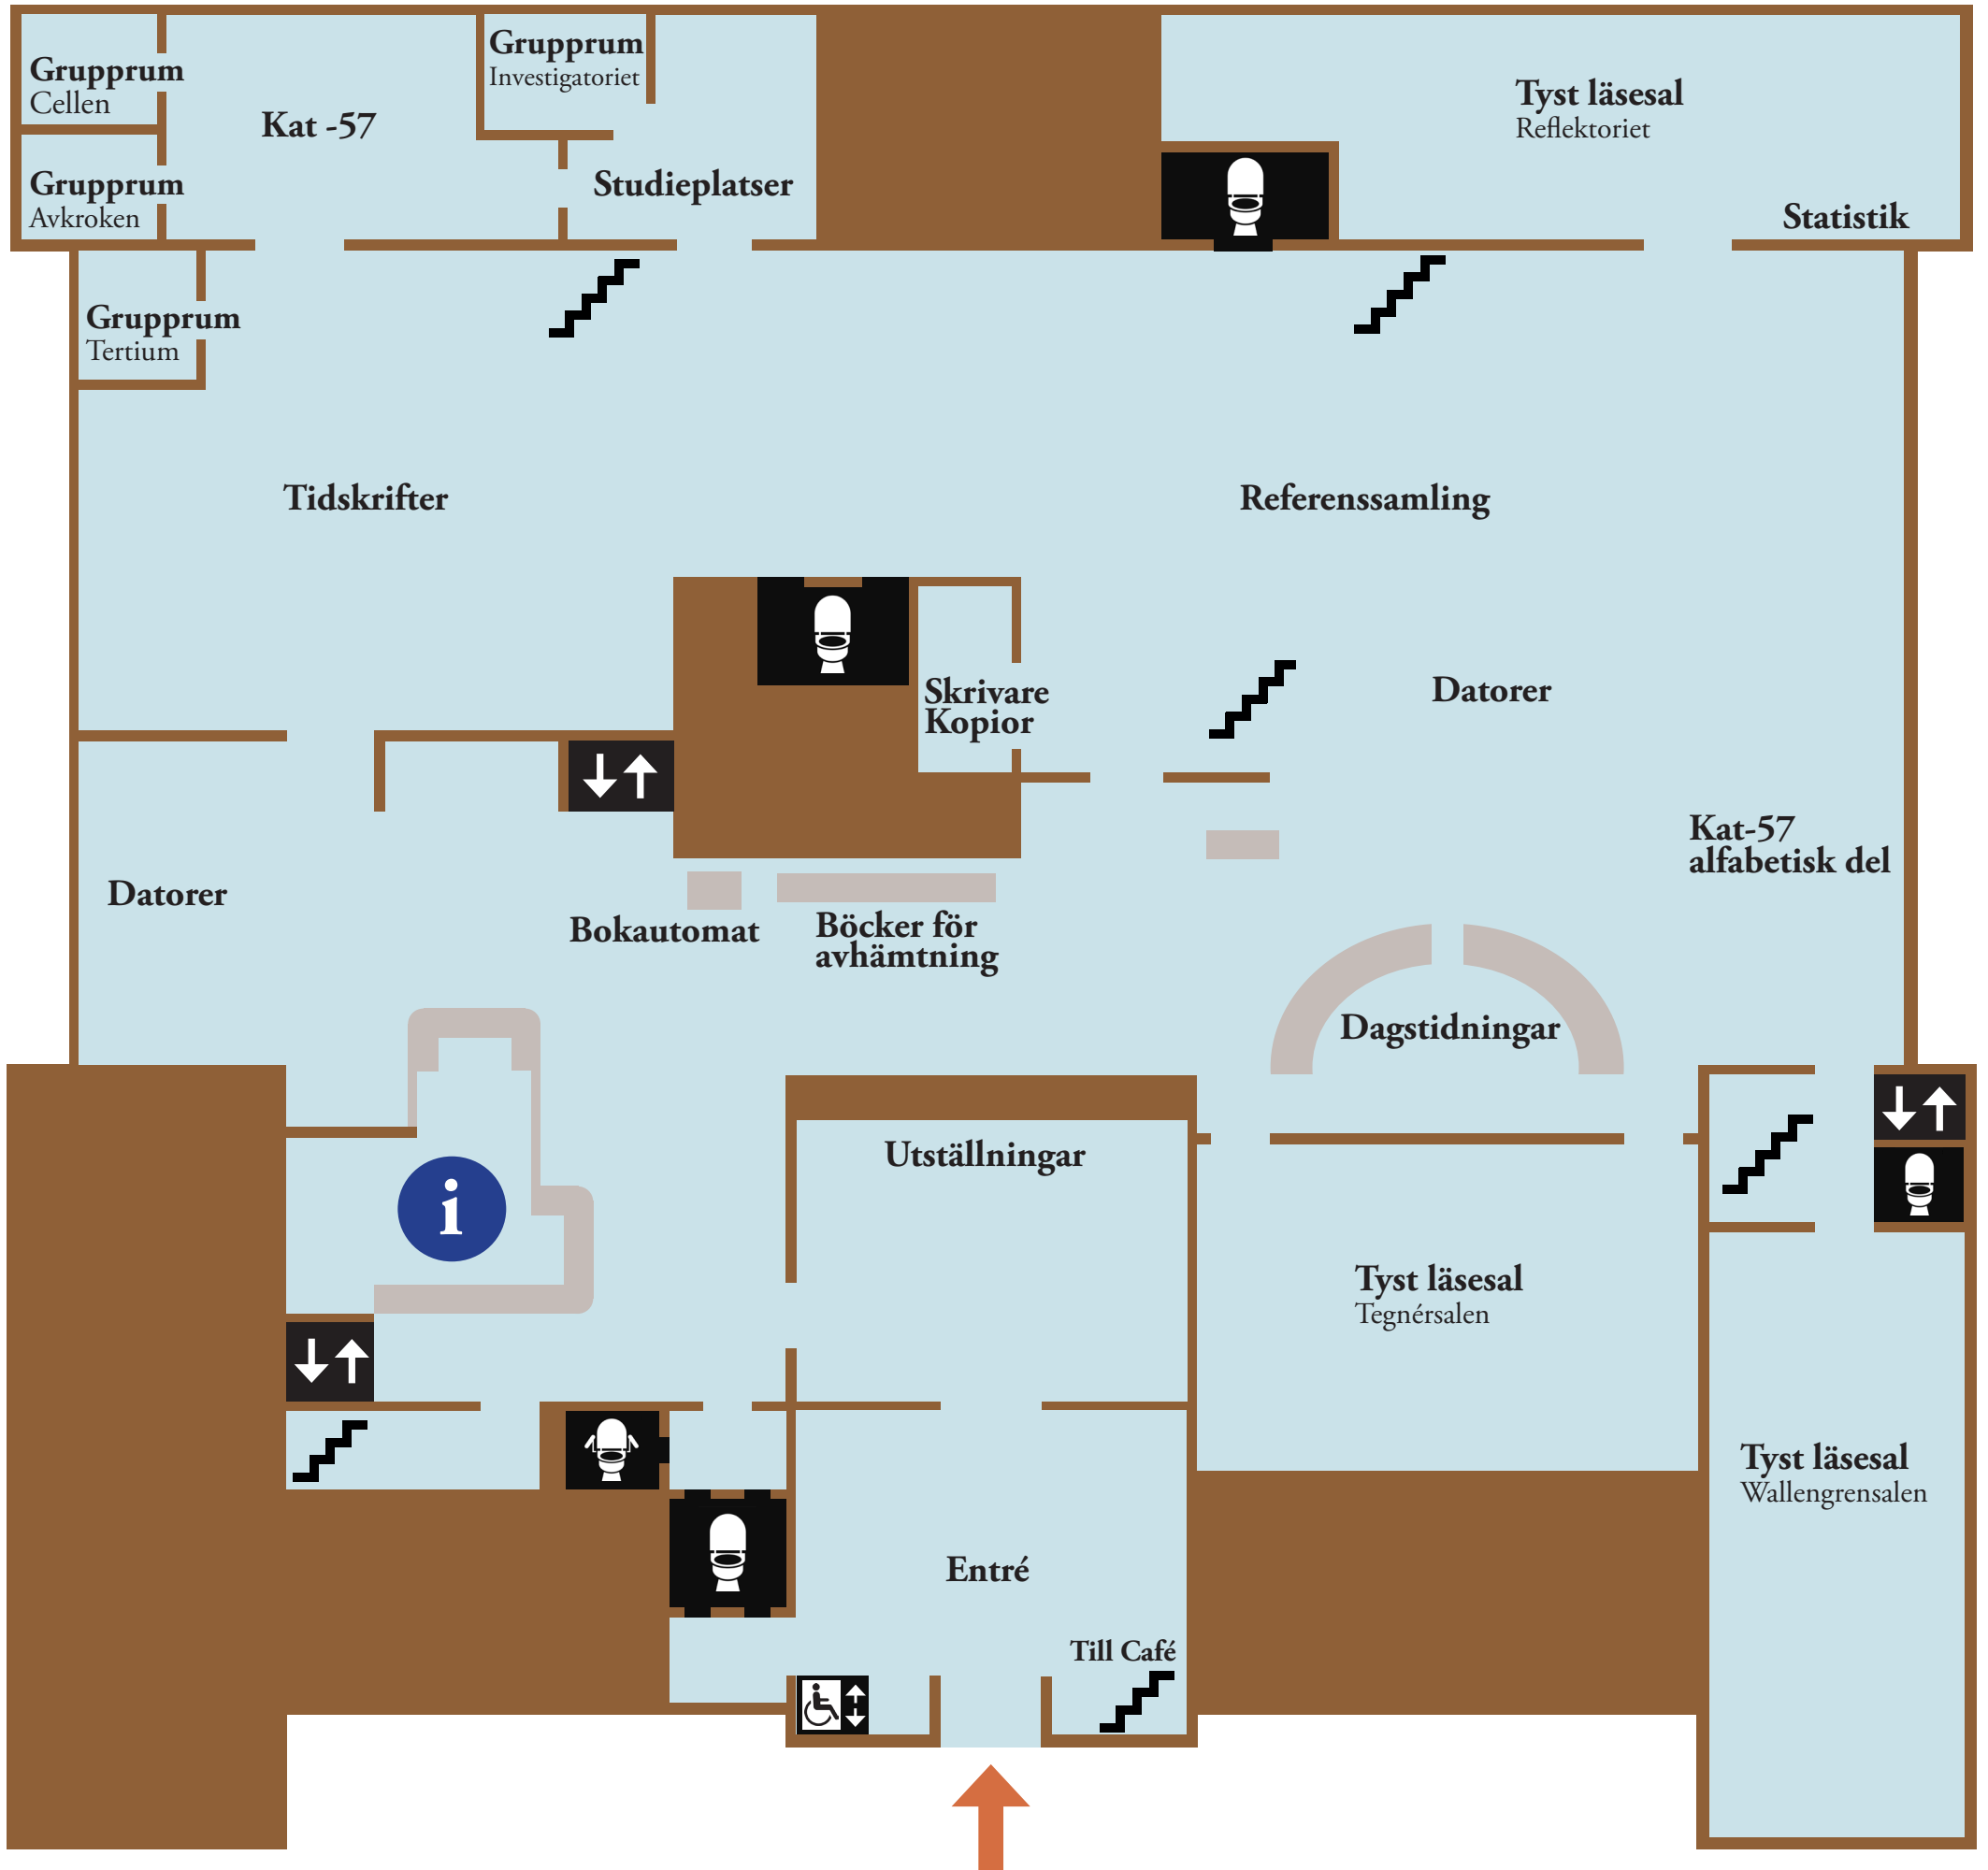 Grupprum
Cellen
Kat -57
Grupprum
Investigatoriet
Tyst läsesal
Reflektoriet
Grupprum
Avkroken
Studieplatser
Statistik
Grupprum
Tertium
Tidskrifter
Referenssamling
Skrivare
Kopior
Datorer
Kat-57
alfabetisk del
Datorer
Bokautomat
Böcker för
avhämtning
Dagstidningar
Utställningar
i
Tyst läsesal
Tegnérsalen
Tyst läsesal
Wallengrensalen
Entré
Till Café